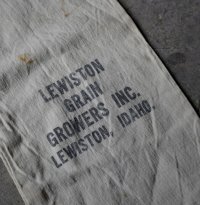 LEWISTON
GRAIN
GROWERS INC.
LEWISTON, IDAHO.